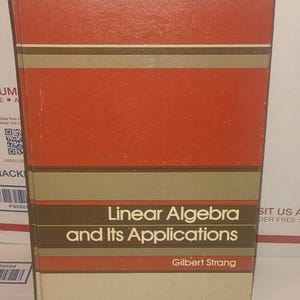 Linear Algebra
and Its Applications
Gilbert Strang